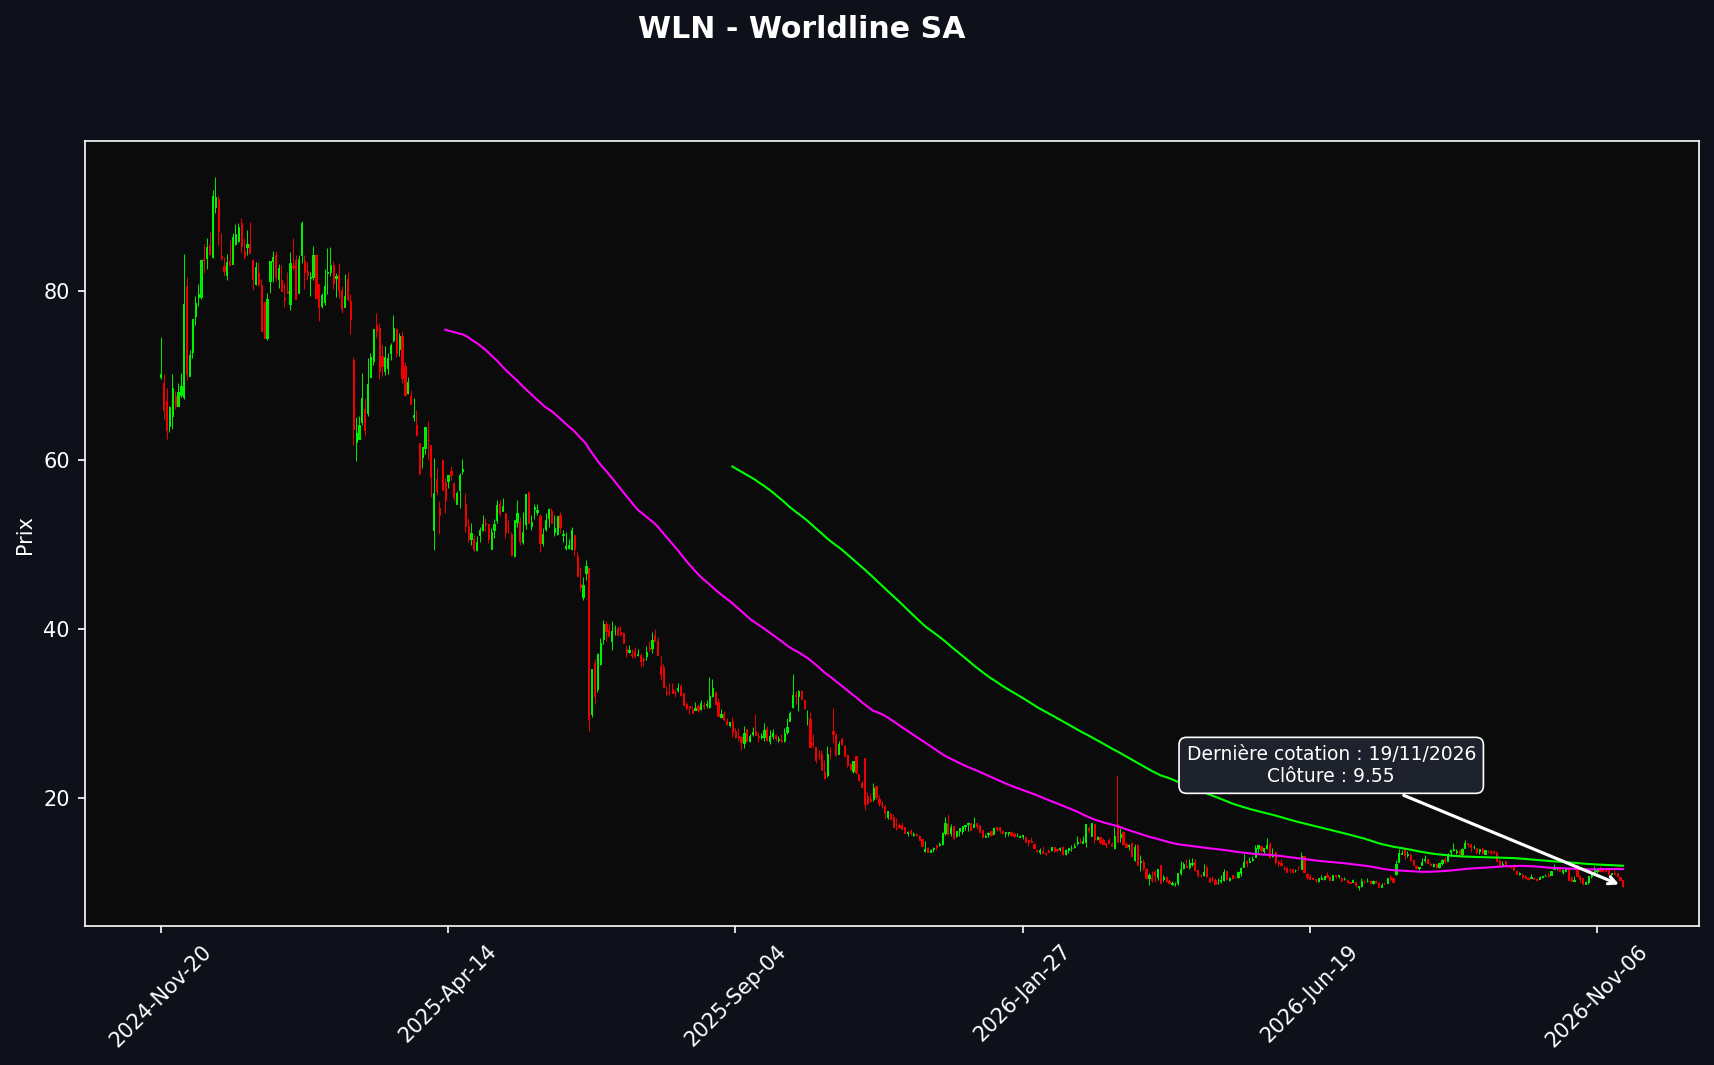 WLN - Worldline SA
Prix
80
60
40
20
Dernière cotation : 19/11/2026
Clôture : 9.55
2024-Nov-20
2025-Apr-14
2025-Sep-04
2026-Jan-27
2026-Jun-19
2026-Nov-06